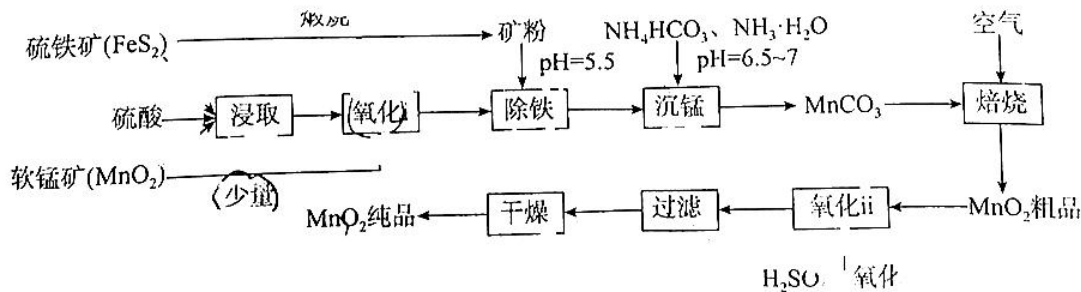 煅烧
硫铁矿(FeS₂) 矿粉 NH₄HCO₃、NH₃·H₂O 空气
pH=5.5 pH=6.5~7
硫酸 浸取 氧化i 除铁 沉锰 MnCO₃ 焙烧
软锰矿(MnO₂)
(少量)
MnO₂纯品 干燥 过滤 氧化ii MnO₂粗品
氧化